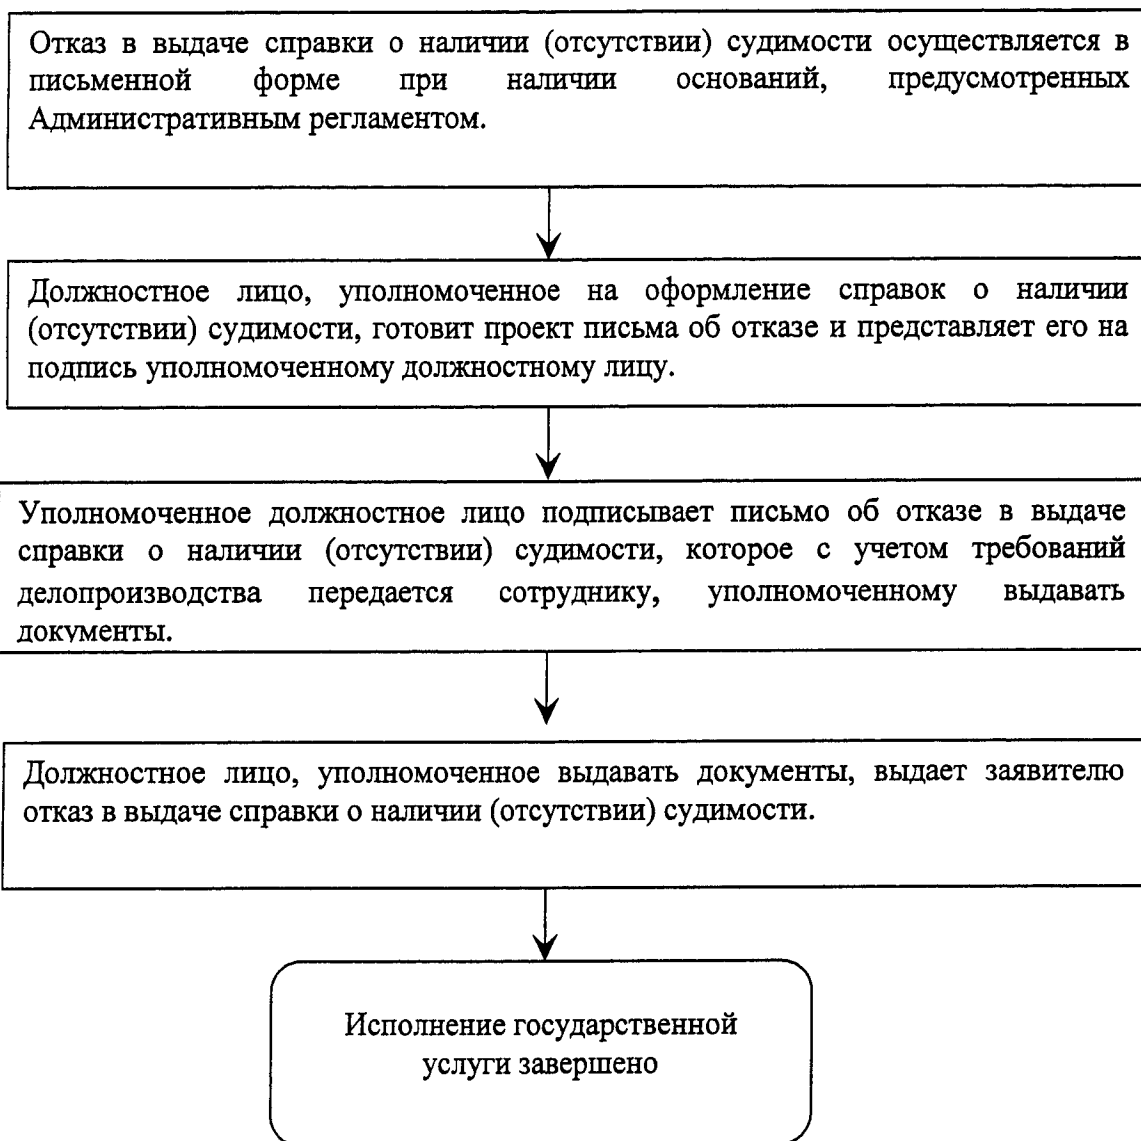 Отказ в выдаче справки о наличии (отсутствии) судимости осуществляется в
письменной форме при наличии оснований, предусмотренных
Административным регламентом.
Должностное лицо, уполномоченное на оформление справок о наличии
(отсутствии) судимости, готовит проект письма об отказе и представляет его на
подпись уполномоченному должностному лицу.
Уполномоченное должностное лицо подписывает письмо об отказе в выдаче
справки о наличии (отсутствии) судимости, которое с учетом требований
делопроизводства передается сотруднику, уполномоченному выдавать
документы.
Должностное лицо, уполномоченное выдавать документы, выдает заявителю
отказ в выдаче справки о наличии (отсутствии) судимости.
Исполнение государственной
услуги завершено